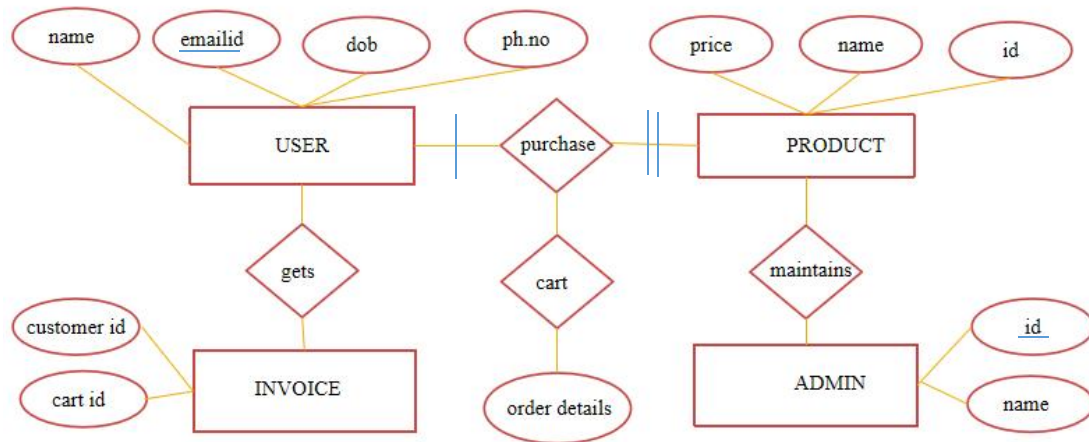 name
emailid
dob
ph.no
price
name
id
USER
purchase
PRODUCT
gets
cart
maintains
customer id
cart id
INVOICE
order details
ADMIN
id
name